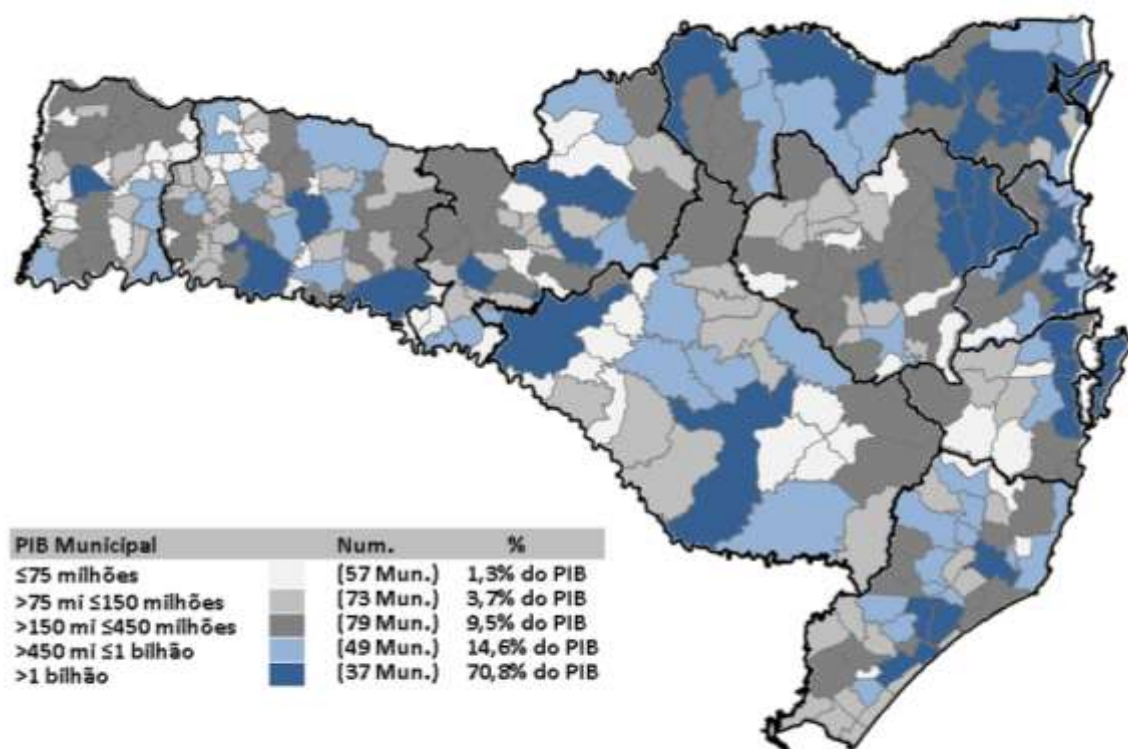 PIB Municipal Num. %
≤75 milhões (57 Mun.) 1,3% do PIB
>75 mi ≤150 milhões (73 Mun.) 3,7% do PIB
>150 mi ≤450 milhões (79 Mun.) 9,5% do PIB
>450 mi ≤1 bilhão (49 Mun.) 14,6% do PIB
>1 bilhão (37 Mun.) 70,8% do PIB